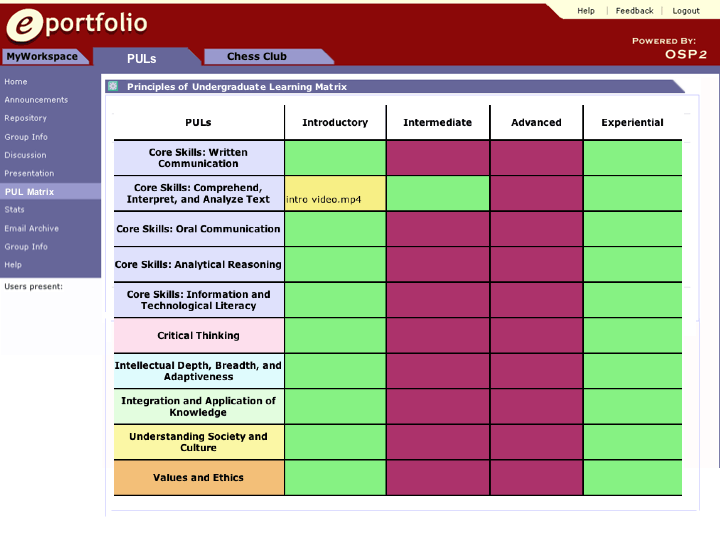 eportfolio
Help | Feedback | Logout
POWERED BY:
OSP2
MyWorkspace
PULs
Chess Club
Home
Announcements
Repository
Group Info
Discussion
Presentation
PUL Matrix
Stats
Email Archive
Group Info
Help
Users present:
Principles of Undergraduate Learning Matrix
PULs Introductory Intermediate Advanced Experiential
Core Skills: Written
Communication
Core Skills: Comprehend,
Interpret, and Analyze Text
intro video.mp4
Core Skills: Oral Communication
Core Skills: Analytical Reasoning
Core Skills: Information and
Technological Literacy
Critical Thinking
Intellectual Depth, Breadth, and
Adaptiveness
Integration and Application of
Knowledge
Understanding Society and
Culture
Values and Ethics